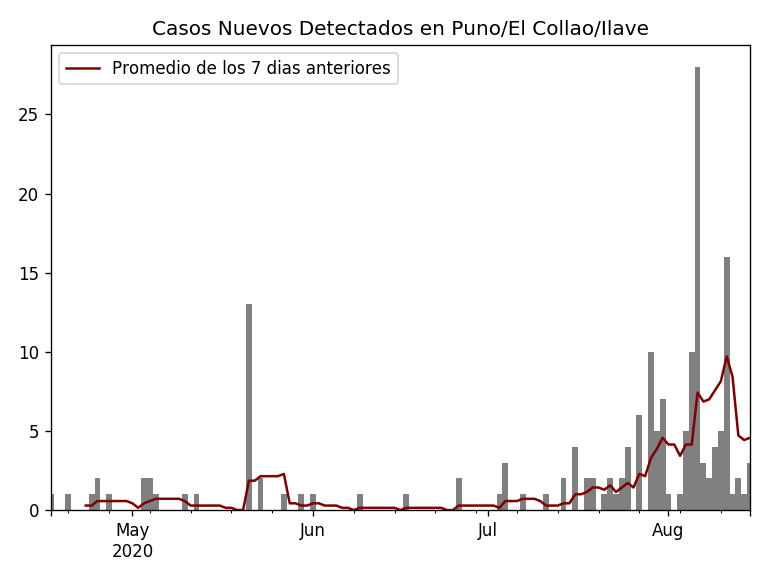 Casos Nuevos Detectados en Puno/El Collao/Ilave
Promedio de los 7 dias anteriores
25
20
15
10
5
0
May
2020
Jun
Jul
Aug